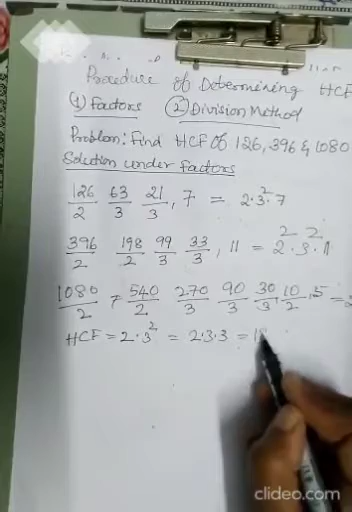 Procedure of Determining HCF
① Factors ② Division Method
Problem: Find HCF Of 126, 396 & 1080
Solution under factors
126/2 63/3 21/3, 7 = 2·3²·7
396/2 198/2 99/3 33/3, 11 = 2²·3²·11
1080/2, 540/2 270/3 90/3 30/3, 10/2, 5 =
HCF = 2·3² = 2·3·3 = 18
clideo.com